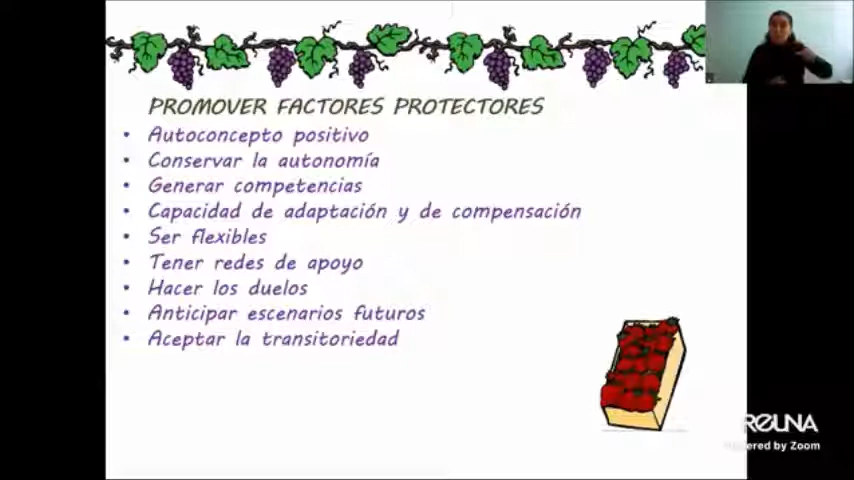 PROMOVER FACTORES PROTECTORES
• Autoconcepto positivo
• Conservar la autonomía
• Generar competencias
• Capacidad de adaptación y de compensación
• Ser flexibles
• Tener redes de apoyo
• Hacer los duelos
• Anticipar escenarios futuros
• Aceptar la transitoriedad
REUNA
Powered by Zoom